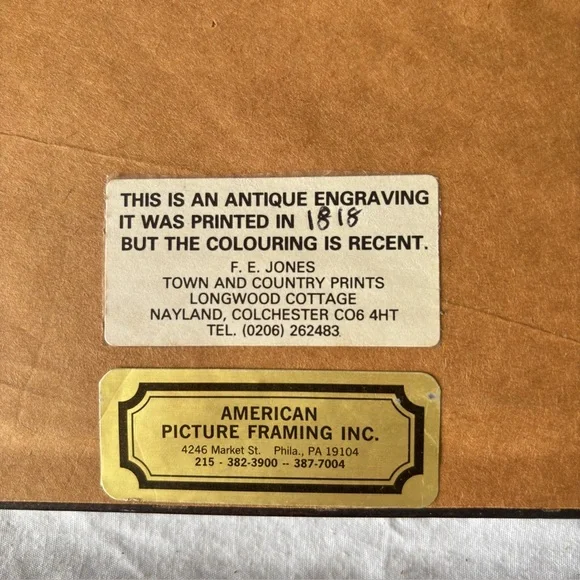 THIS IS AN ANTIQUE ENGRAVING
IT WAS PRINTED IN 1818
BUT THE COLOURING IS RECENT.
F. E. JONES
TOWN AND COUNTRY PRINTS
LONGWOOD COTTAGE
NAYLAND, COLCHESTER CO6 4HT
TEL. (0206) 262483
AMERICAN
PICTURE FRAMING INC.
4246 Market St. Phila., PA 19104
215 - 382-3900 -- 387-7004